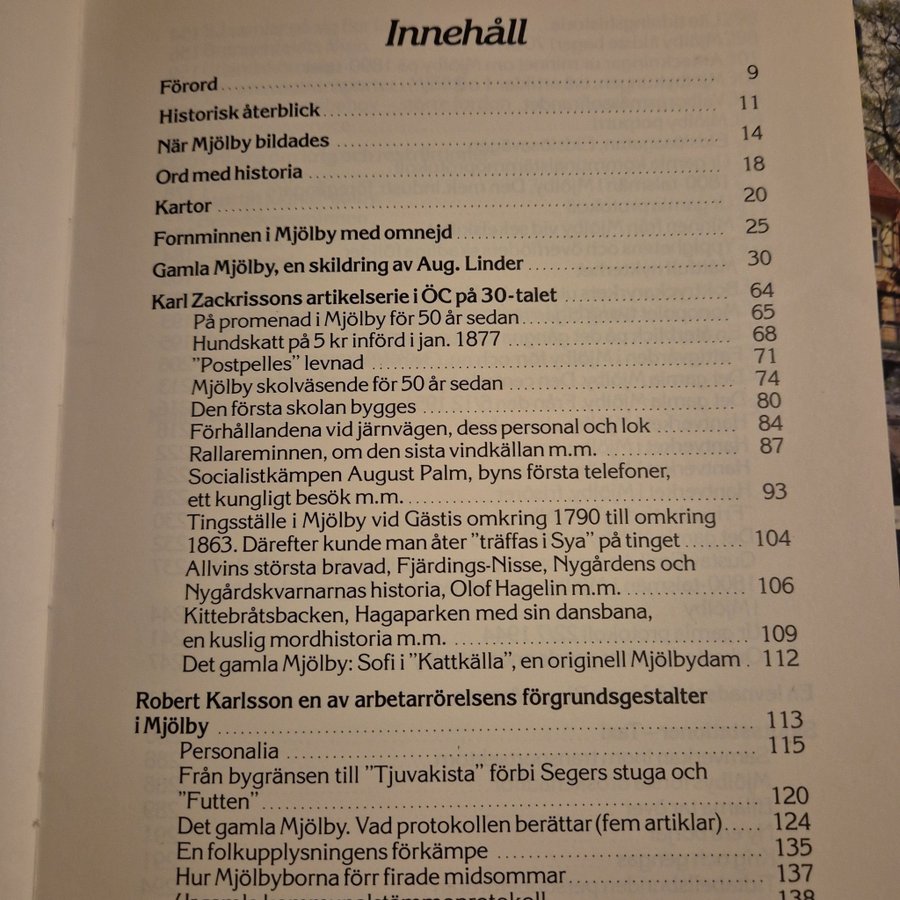 Innehåll
Förord 9
Historisk återblick 11
När Mjölby bildades 14
Ord med historia 18
Kartor 20
Fornminnen i Mjölby med omnejd 25
Gamla Mjölby, en skildring av Aug. Linder 30
Karl Zackrissons artikelserie i ÖC på 30-talet 64
På promenad i Mjölby för 50 år sedan 65
Hundskatt på 5 kr införd i jan. 1877 68
"Postpelles" levnad 71
Mjölby skolväsende för 50 år sedan 74
Den första skolan bygges 80
Förhållandena vid järnvägen, dess personal och lok 84
Rallareminnen, om den sista vindkällan m.m. 87
Socialistkämpen August Palm, byns första telefoner,
ett kungligt besök m.m. 93
Tingsställe i Mjölby vid Gästis omkring 1790 till omkring
1863. Därefter kunde man åter "träffas i Sya" på tinget 104
Allvins största bravad, Fjärdings-Nisse, Nygårdens och
Nygårdskvarnarnas historia, Olof Hagelin m.m. 106
Kittebråtsbacken, Hagaparken med sin dansbana,
en kuslig mordhistoria m.m. 109
Det gamla Mjölby: Sofi i "Kattkälla", en originell Mjölbydam 112
Robert Karlsson en av arbetarrörelsens förgrundsgestalter
i Mjölby 113
Personalia 115
Från bygränsen till "Tjuvakista" förbi Segers stuga och
"Futten" 120
Det gamla Mjölby. Vad protokollen berättar (fem artiklar) 124
En folkupplysningens förkämpe 135
Hur Mjölbyborna förr firade midsommar 137
138